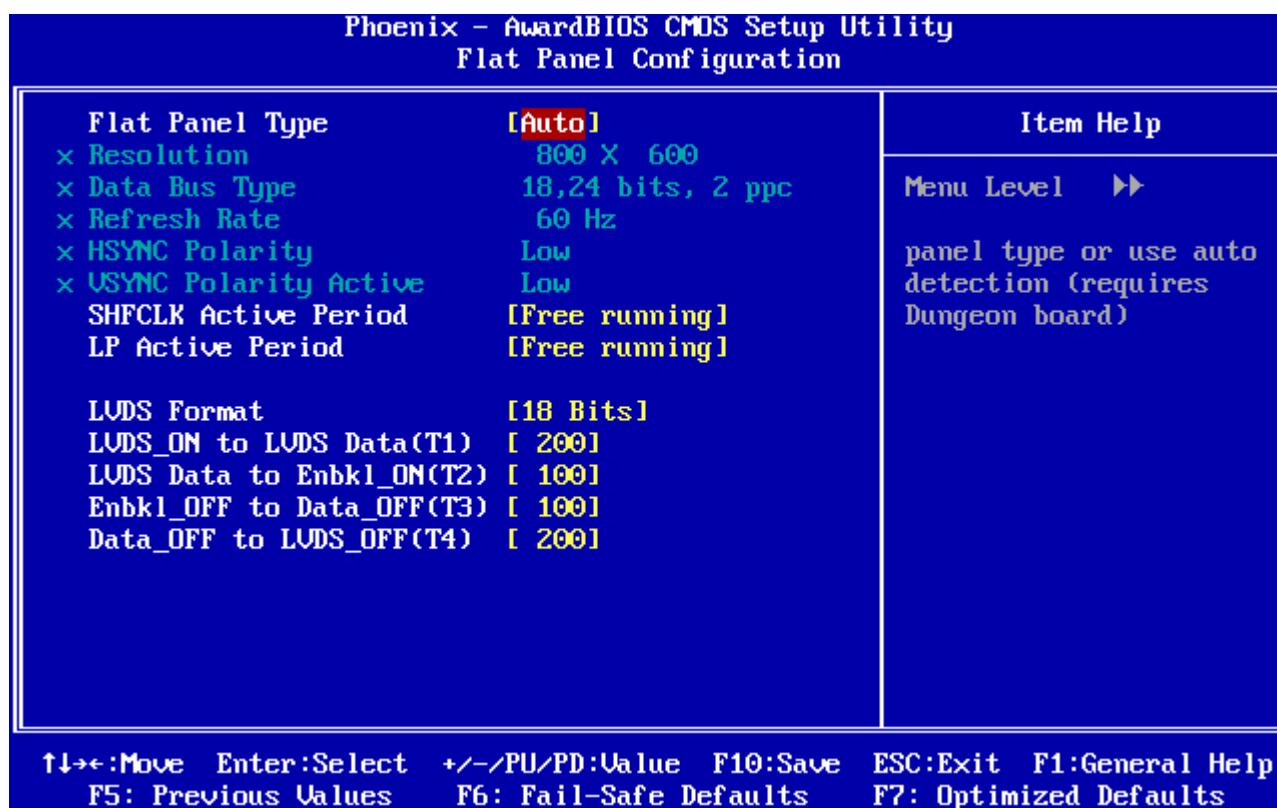 Phoenix - AwardBIOS CMOS Setup Utility
Flat Panel Configuration
Flat Panel Type [Auto]
x Resolution 800 X 600
x Data Bus Type 18,24 bits, 2 ppc
x Refresh Rate 60 Hz
x HSYNC Polarity Low
x VSYNC Polarity Active Low
SHFCLK Active Period [Free running]
LP Active Period [Free running]
LVDS Format [18 Bits]
LVDS_ON to LVDS Data(T1) [ 200]
LVDS Data to Enbkl_ON(T2) [ 100]
Enbkl_OFF to Data_OFF(T3) [ 100]
Data_OFF to LVDS_OFF(T4) [ 200]
Item Help
Menu Level ▶▶
panel type or use auto
detection (requires
Dungeon board)
↑↓→←:Move Enter:Select +/-/PU/PD:Value F10:Save ESC:Exit F1:General Help
F5: Previous Values F6: Fail-Safe Defaults F7: Optimized Defaults